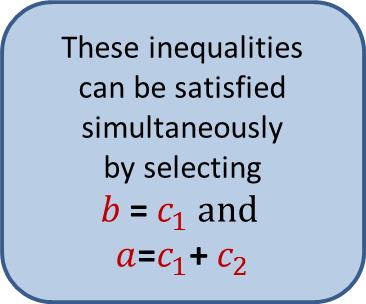 These inequalities
can be satisfied
simultaneously
by selecting
b = c₁ and
a=c₁+ c₂